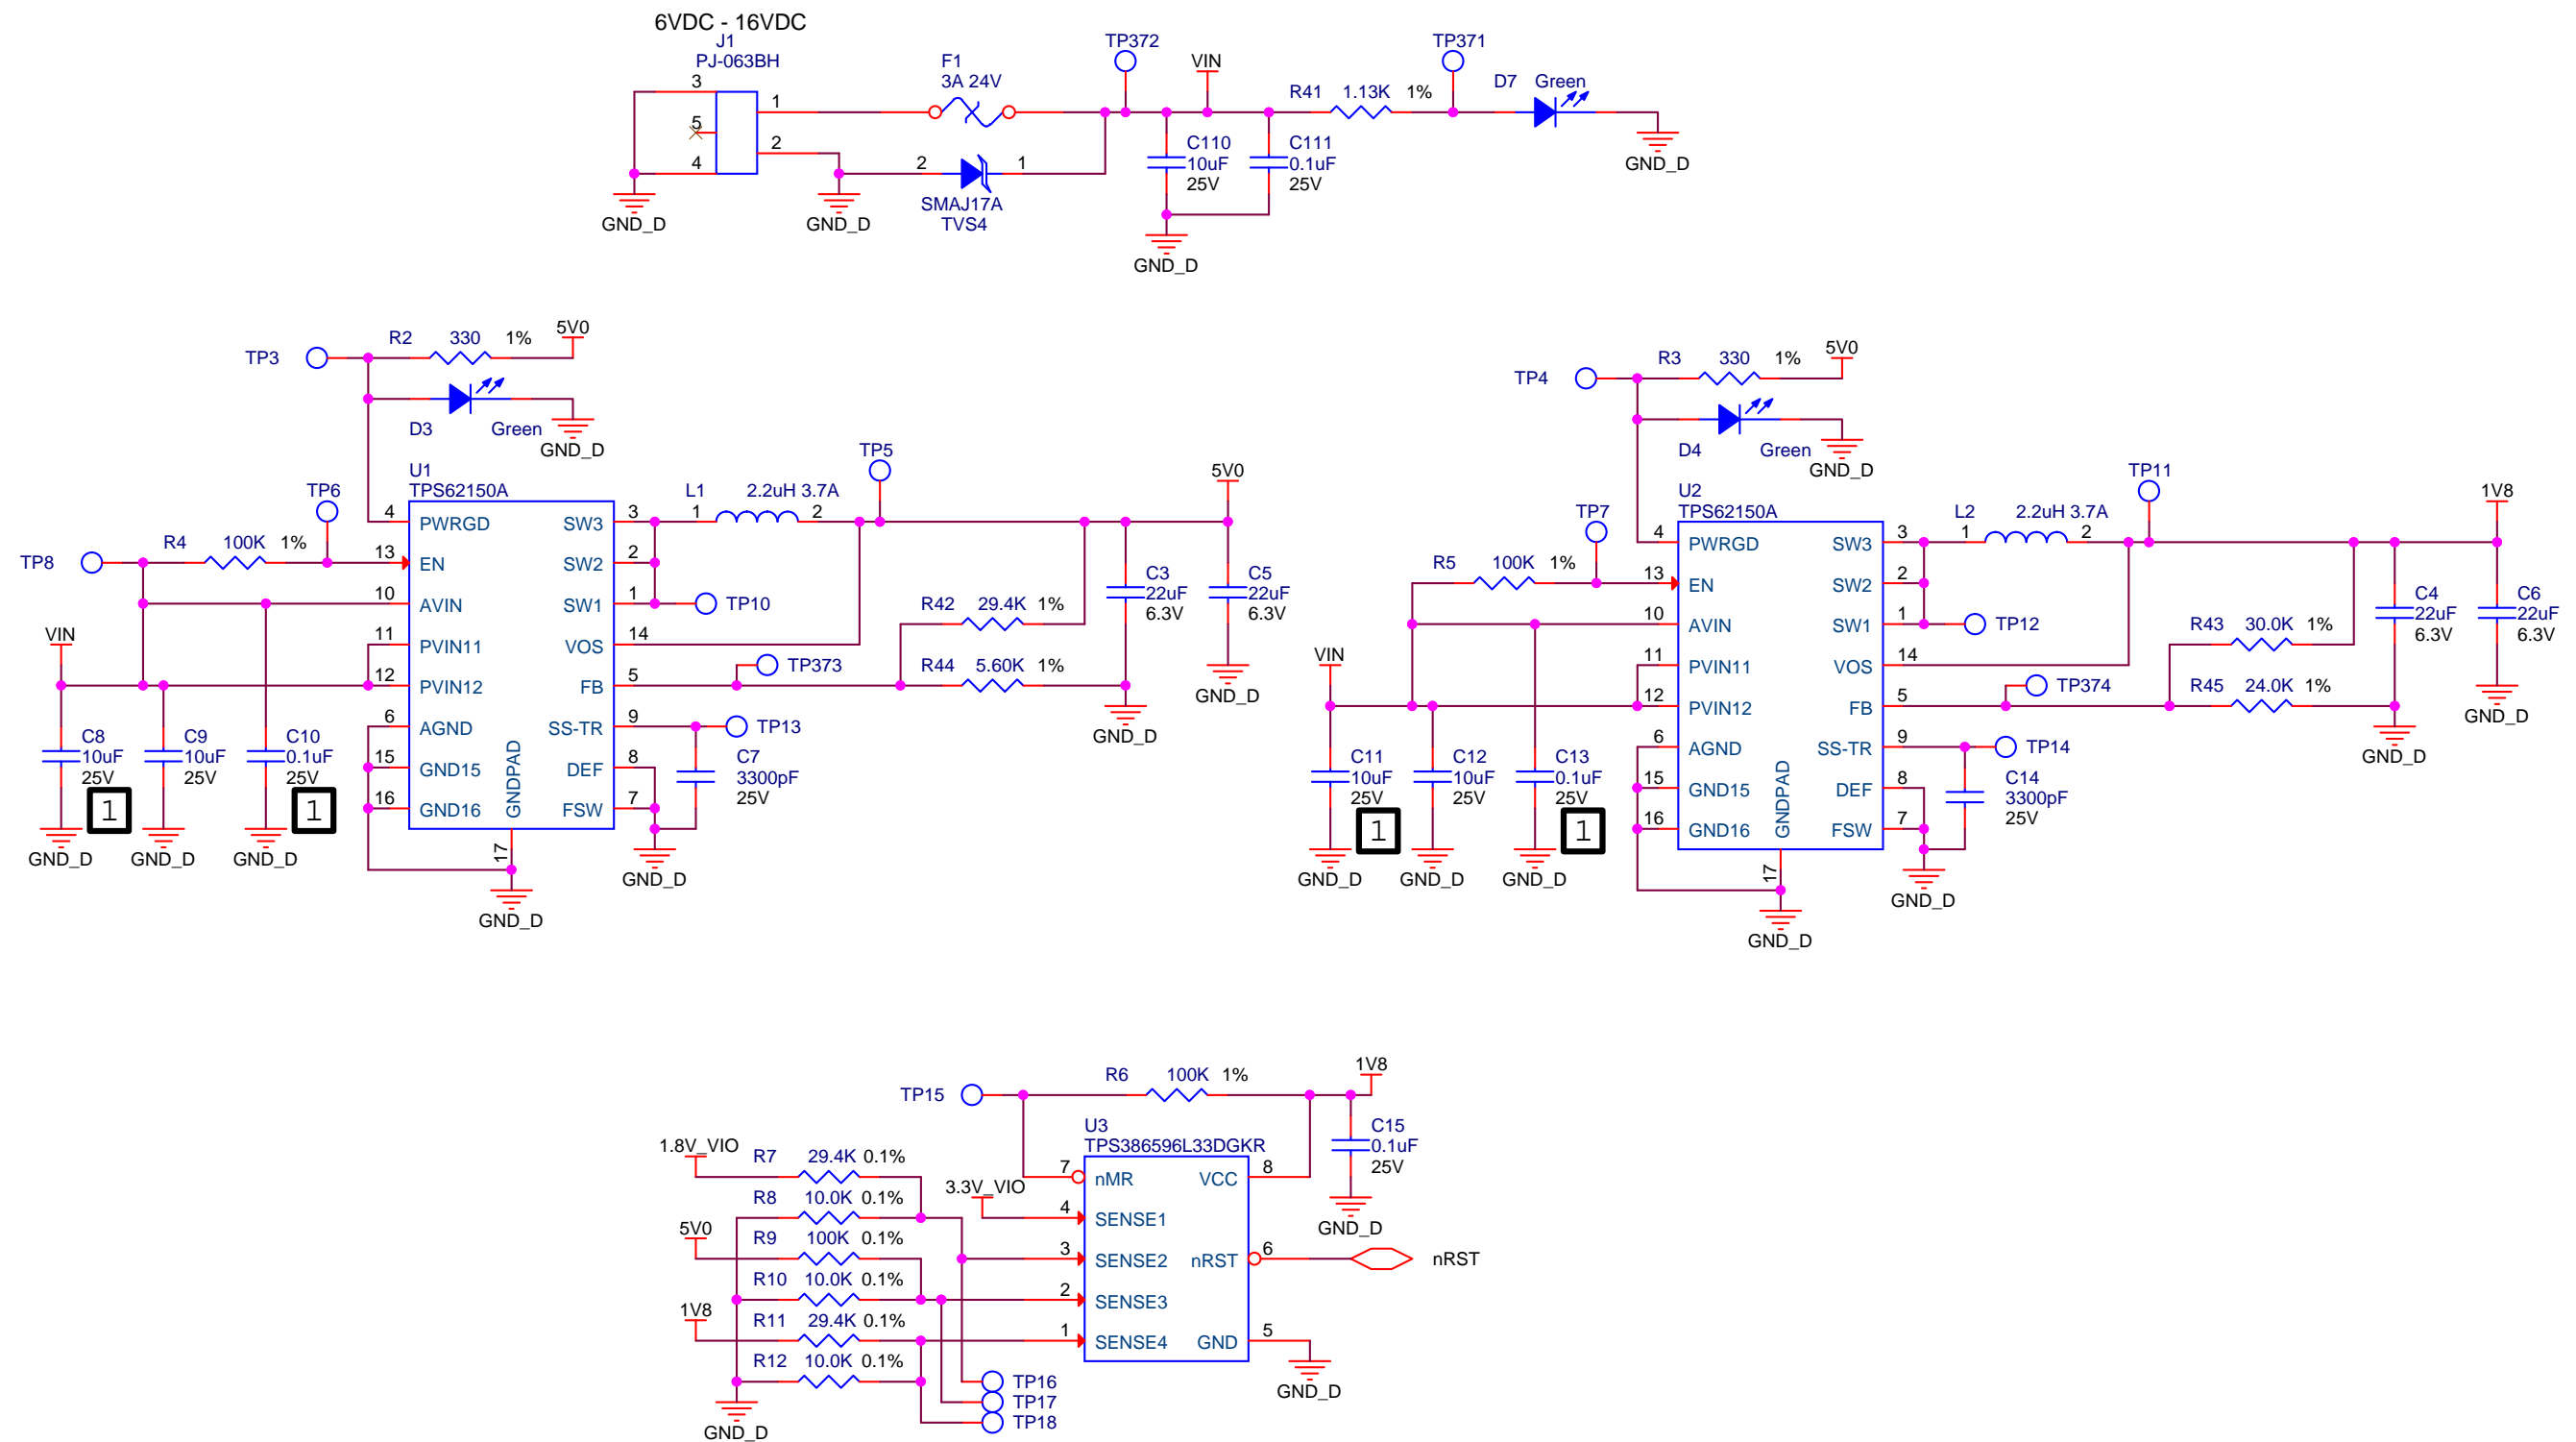 6VDC - 16VDC
J1
PJ-063BH
3
5
4
1
2
F1
3A 24V
2
1
SMAJ17A
TVS4
TP372
VIN
C110
10uF
25V
C111
0.1uF
25V
R41 1.13K 1%
TP371
D7 Green
GND_D
GND_D
GND_D
GND_D
TP3
R2 330 1%
5V0
D3 Green
GND_D
U1
TPS62150A
TP6
TP8
R4 100K 1%
VIN
4 PWRGD
13 EN
10 AVIN
11 PVIN11
12 PVIN12
6 AGND
15 GND15
16 GND16
GNDPAD
17
SW3 3
SW2 2
SW1 1
VOS 14
FB 5
SS-TR 9
DEF 8
FSW 7
L1 2.2uH 3.7A
1 2
TP5
5V0
TP10
R42 29.4K 1%
TP373
R44 5.60K 1%
C3
22uF
6.3V
C5
22uF
6.3V
GND_D
GND_D
TP13
C7
3300pF
25V
C8
10uF
25V
1
C9
10uF
25V
C10
0.1uF
25V
1
GND_D
GND_D
GND_D
GND_D
GND_D
TP4
R3 330 1%
5V0
D4 Green
GND_D
U2
TPS62150A
TP7
R5 100K 1%
VIN
4 PWRGD
13 EN
10 AVIN
11 PVIN11
12 PVIN12
6 AGND
15 GND15
16 GND16
GNDPAD
17
SW3 3
SW2 2
SW1 1
VOS 14
FB 5
SS-TR 9
DEF 8
FSW 7
L2 2.2uH 3.7A
1 2
TP11
1V8
TP12
R43 30.0K 1%
TP374
R45 24.0K 1%
C4
22uF
6.3V
C6
22uF
6.3V
GND_D
GND_D
TP14
C14
3300pF
25V
C11
10uF
25V
1
C12
10uF
25V
C13
0.1uF
25V
1
GND_D
GND_D
GND_D
GND_D
GND_D
TP15
R6 100K 1%
1V8
U3
TPS386596L33DGKR
C15
0.1uF
25V
GND_D
1.8V_VIO
R7 29.4K 0.1%
R8 10.0K 0.1%
5V0
R9 100K 0.1%
R10 10.0K 0.1%
1V8
R11 29.4K 0.1%
R12 10.0K 0.1%
GND_D
3.3V_VIO
7 nMR
4 SENSE1
3 SENSE2
2 SENSE3
1 SENSE4
VCC 8
nRST 6
GND 5
nRST
GND_D
TP16
TP17
TP18